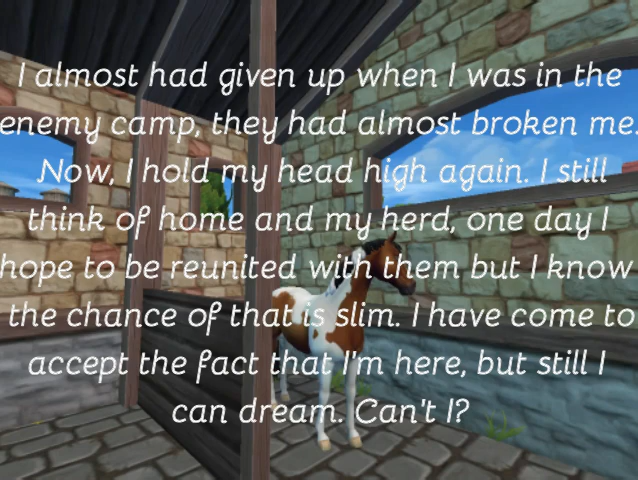 I almost had given up when I was in the
enemy camp, they had almost broken me.
Now, I hold my head high again. I still
think of home and my herd, one day I
hope to be reunited with them but I know
the chance of that is slim. I have come to
accept the fact that I'm here, but still I
can dream. Can't I?